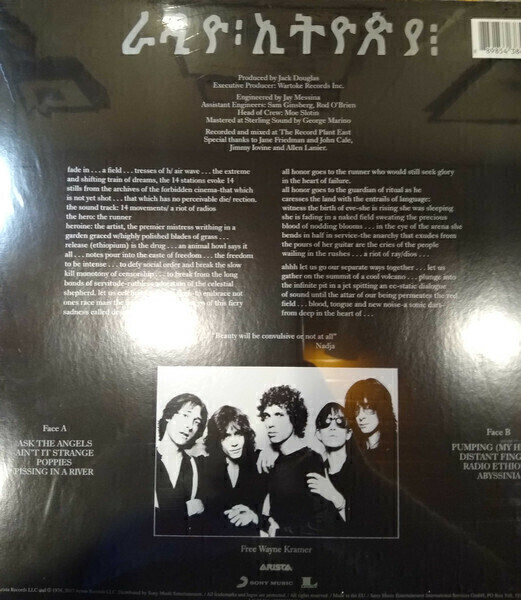 ራዲዮ፡ኢትዮጵያ፡፡
Produced by Jack Douglas
Executive Producer: Wartoke Records Inc.
Engineered by Jay Messina
Assistant Engineers: Sam Ginsberg, Rod O'Brien
Head of Crew: Moe Slotin
Mastered at Sterling Sound by George Marino
Recorded and mixed at The Record Plant East
Special thanks to Jane Friedman and John Cale,
Jimmy Iovine and Allen Lanier.
fade in . . . a field . . . tresses of h/ air wave . . . the extreme
and shifting train of dreams, the 14 stations evoke 14
stills from the archives of the forbidden cinema-that which
is not yet shot . . . that which has no perceivable die/ rection.
the sound track: 14 movements/ a riot of radios
the hero: the runner
heroine: the artist, the premier mistress writhing in a
garden graced w/highly polished blades of grass . . .
release (ethiopium) is the drug . . . an animal howl says it
all . . . notes pour into the caste of freedom . . . the freedom
to be intense . . . to defy social order and break the slow
kill monotony of censorship. . . to break from the long
bonds of servitude-ruthless adoration of the celestial
shepherd. let us
to embrace not
ones race
of this fiery
sadness called
all honor goes to the runner who would still seek glory
in the heart of failure.
all honor goes to the guardian of ritual as he
caresses the land with the entrails of language:
witness the birth of eve-she is rising she was sleeping
she is fading in a naked field sweating the precious
blood of nodding blooms . . . in the eye of the arena she
bends in half in service-the anarchy that exudes from
the pores of her guitar are the cries of the people
wailing in the rushes . . . a riot of ray/dios . . .
ahhh let us go our separate ways together . . . let us
gather on the summit of a cool volcano . . . plunge into
the infinite pit in a jet spitting an ec-static dialogue
of sound until the attar of our being permeates the red
field . . . blood, tongue and new noise-a sonic dart-
from deep in the heart of . . .
"Beauty will be convulsive or not at all"
Nadja
Face A
ASK THE ANGELS
AIN'T IT STRANGE
POPPIES
PISSING IN A RIVER
Face B
PUMPING (MY H
DISTANT FING
RADIO ETHIO
ABYSSINIA
Free Wayne Kramer
ARISTA
SONY MUSIC
L